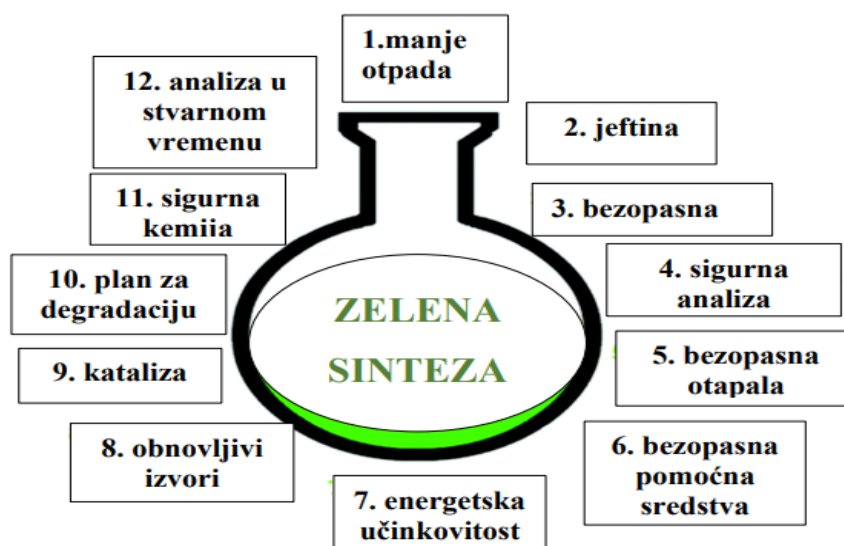 1.manje
otpada
2. jeftina
3. bezopasna
4. sigurna
analiza
5. bezopasna
otapala
6. bezopasna
pomoćna
sredstva
7. energetska
učinkovitost
8. obnovljivi
izvori
9. kataliza
10. plan za
degradaciju
11. sigurna
kemija
12. analiza u
stvarnom
vremenu
ZELENA
SINTEZA